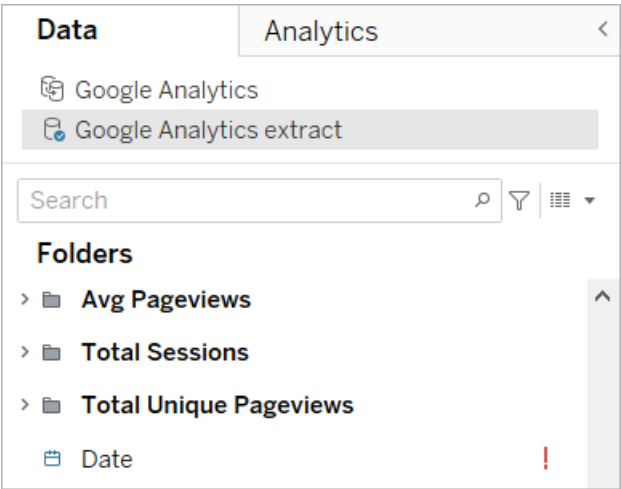 Data
Analytics
Google Analytics
Google Analytics extract
Search
Folders
Avg Pageviews
Total Sessions
Total Unique Pageviews
Date !